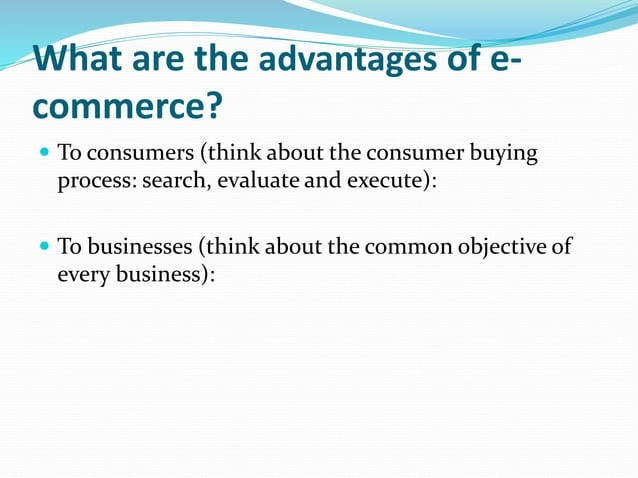 What are the advantages of e-
commerce?
• To consumers (think about the consumer buying
process: search, evaluate and execute):
• To businesses (think about the common objective of
every business):